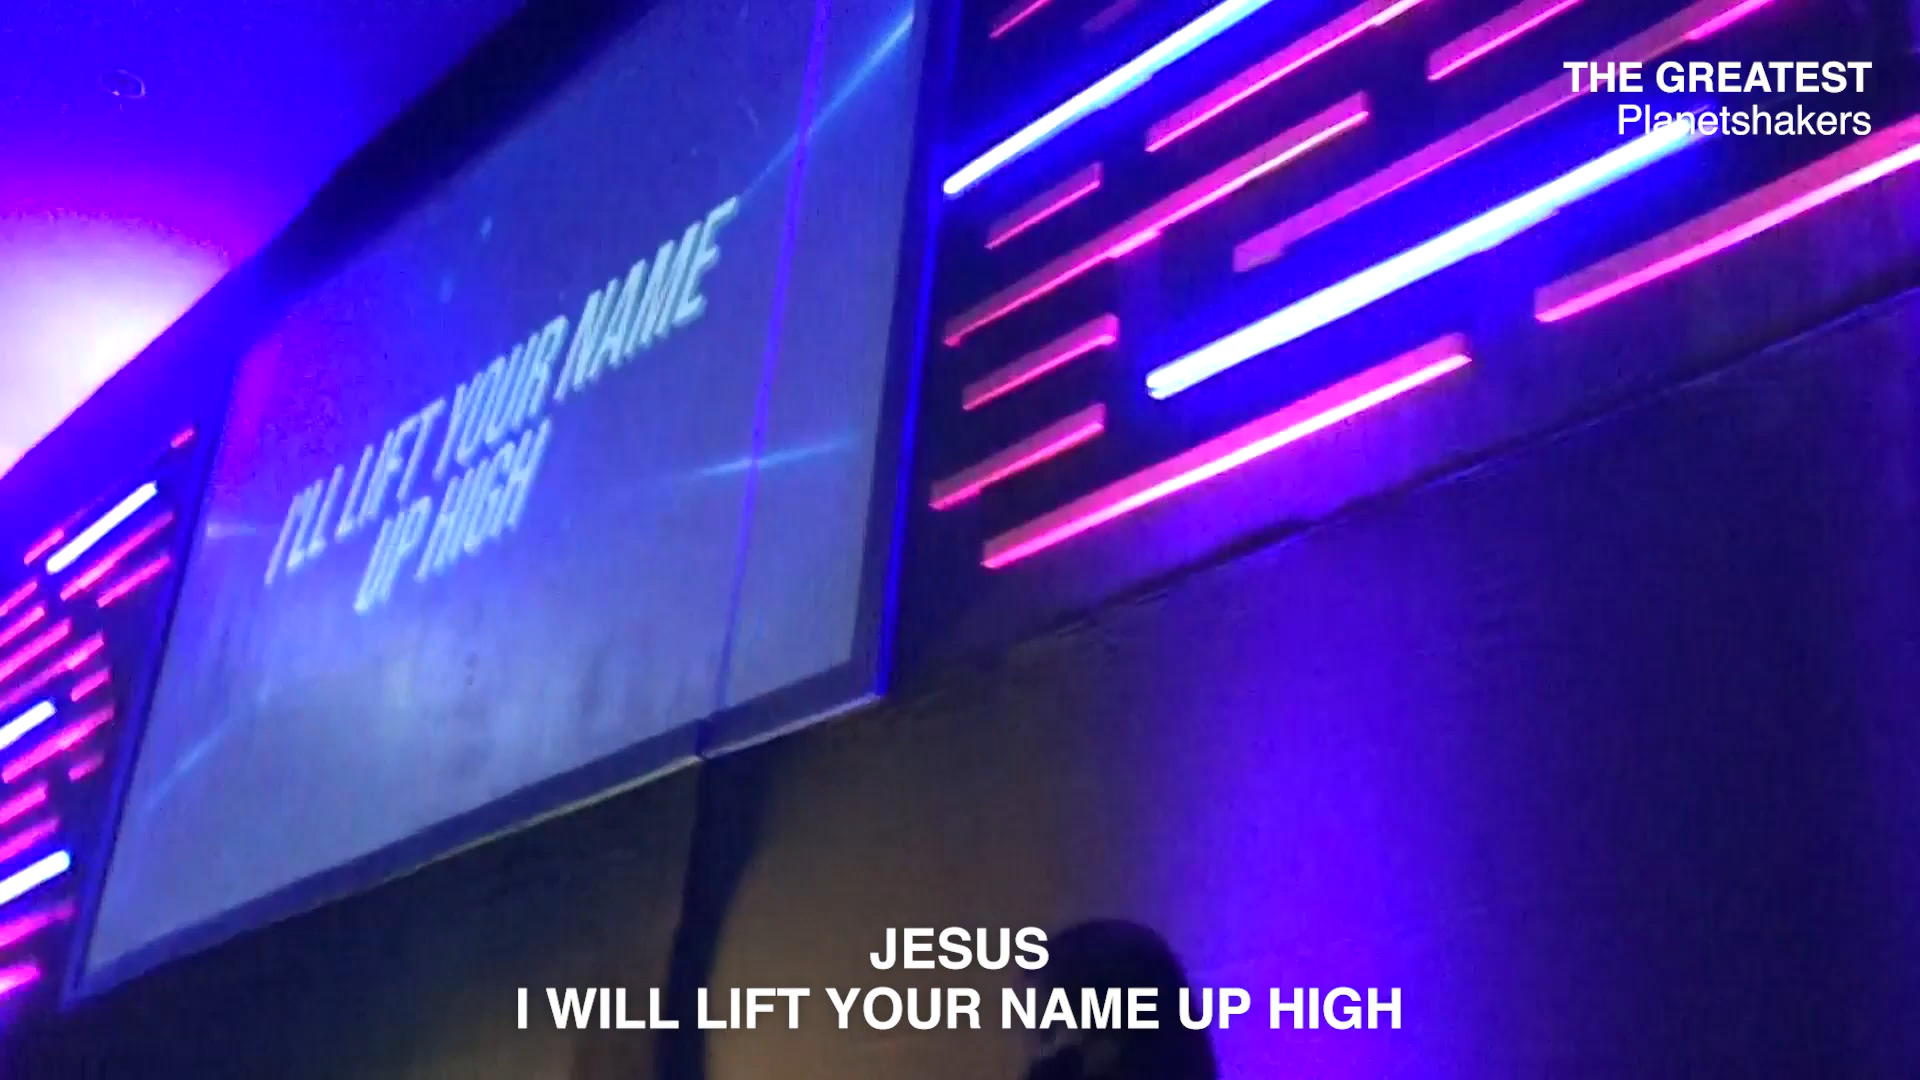 THE GREATEST
Planetshakers
I'LL LIFT YOUR NAME
UP HIGH
JESUS
I WILL LIFT YOUR NAME UP HIGH